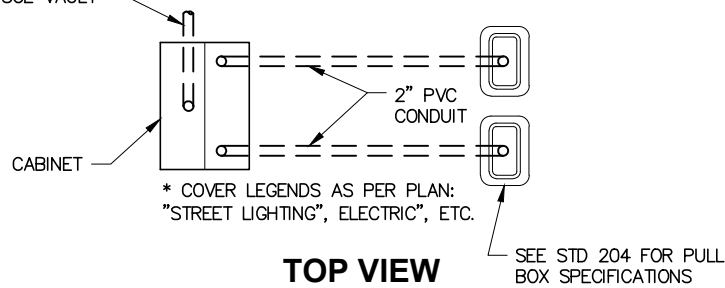 2" PVC
CONDUIT
CABINET
* COVER LEGENDS AS PER PLAN:
"STREET LIGHTING", ELECTRIC", ETC.
SEE STD 204 FOR PULL
BOX SPECIFICATIONS
TOP VIEW